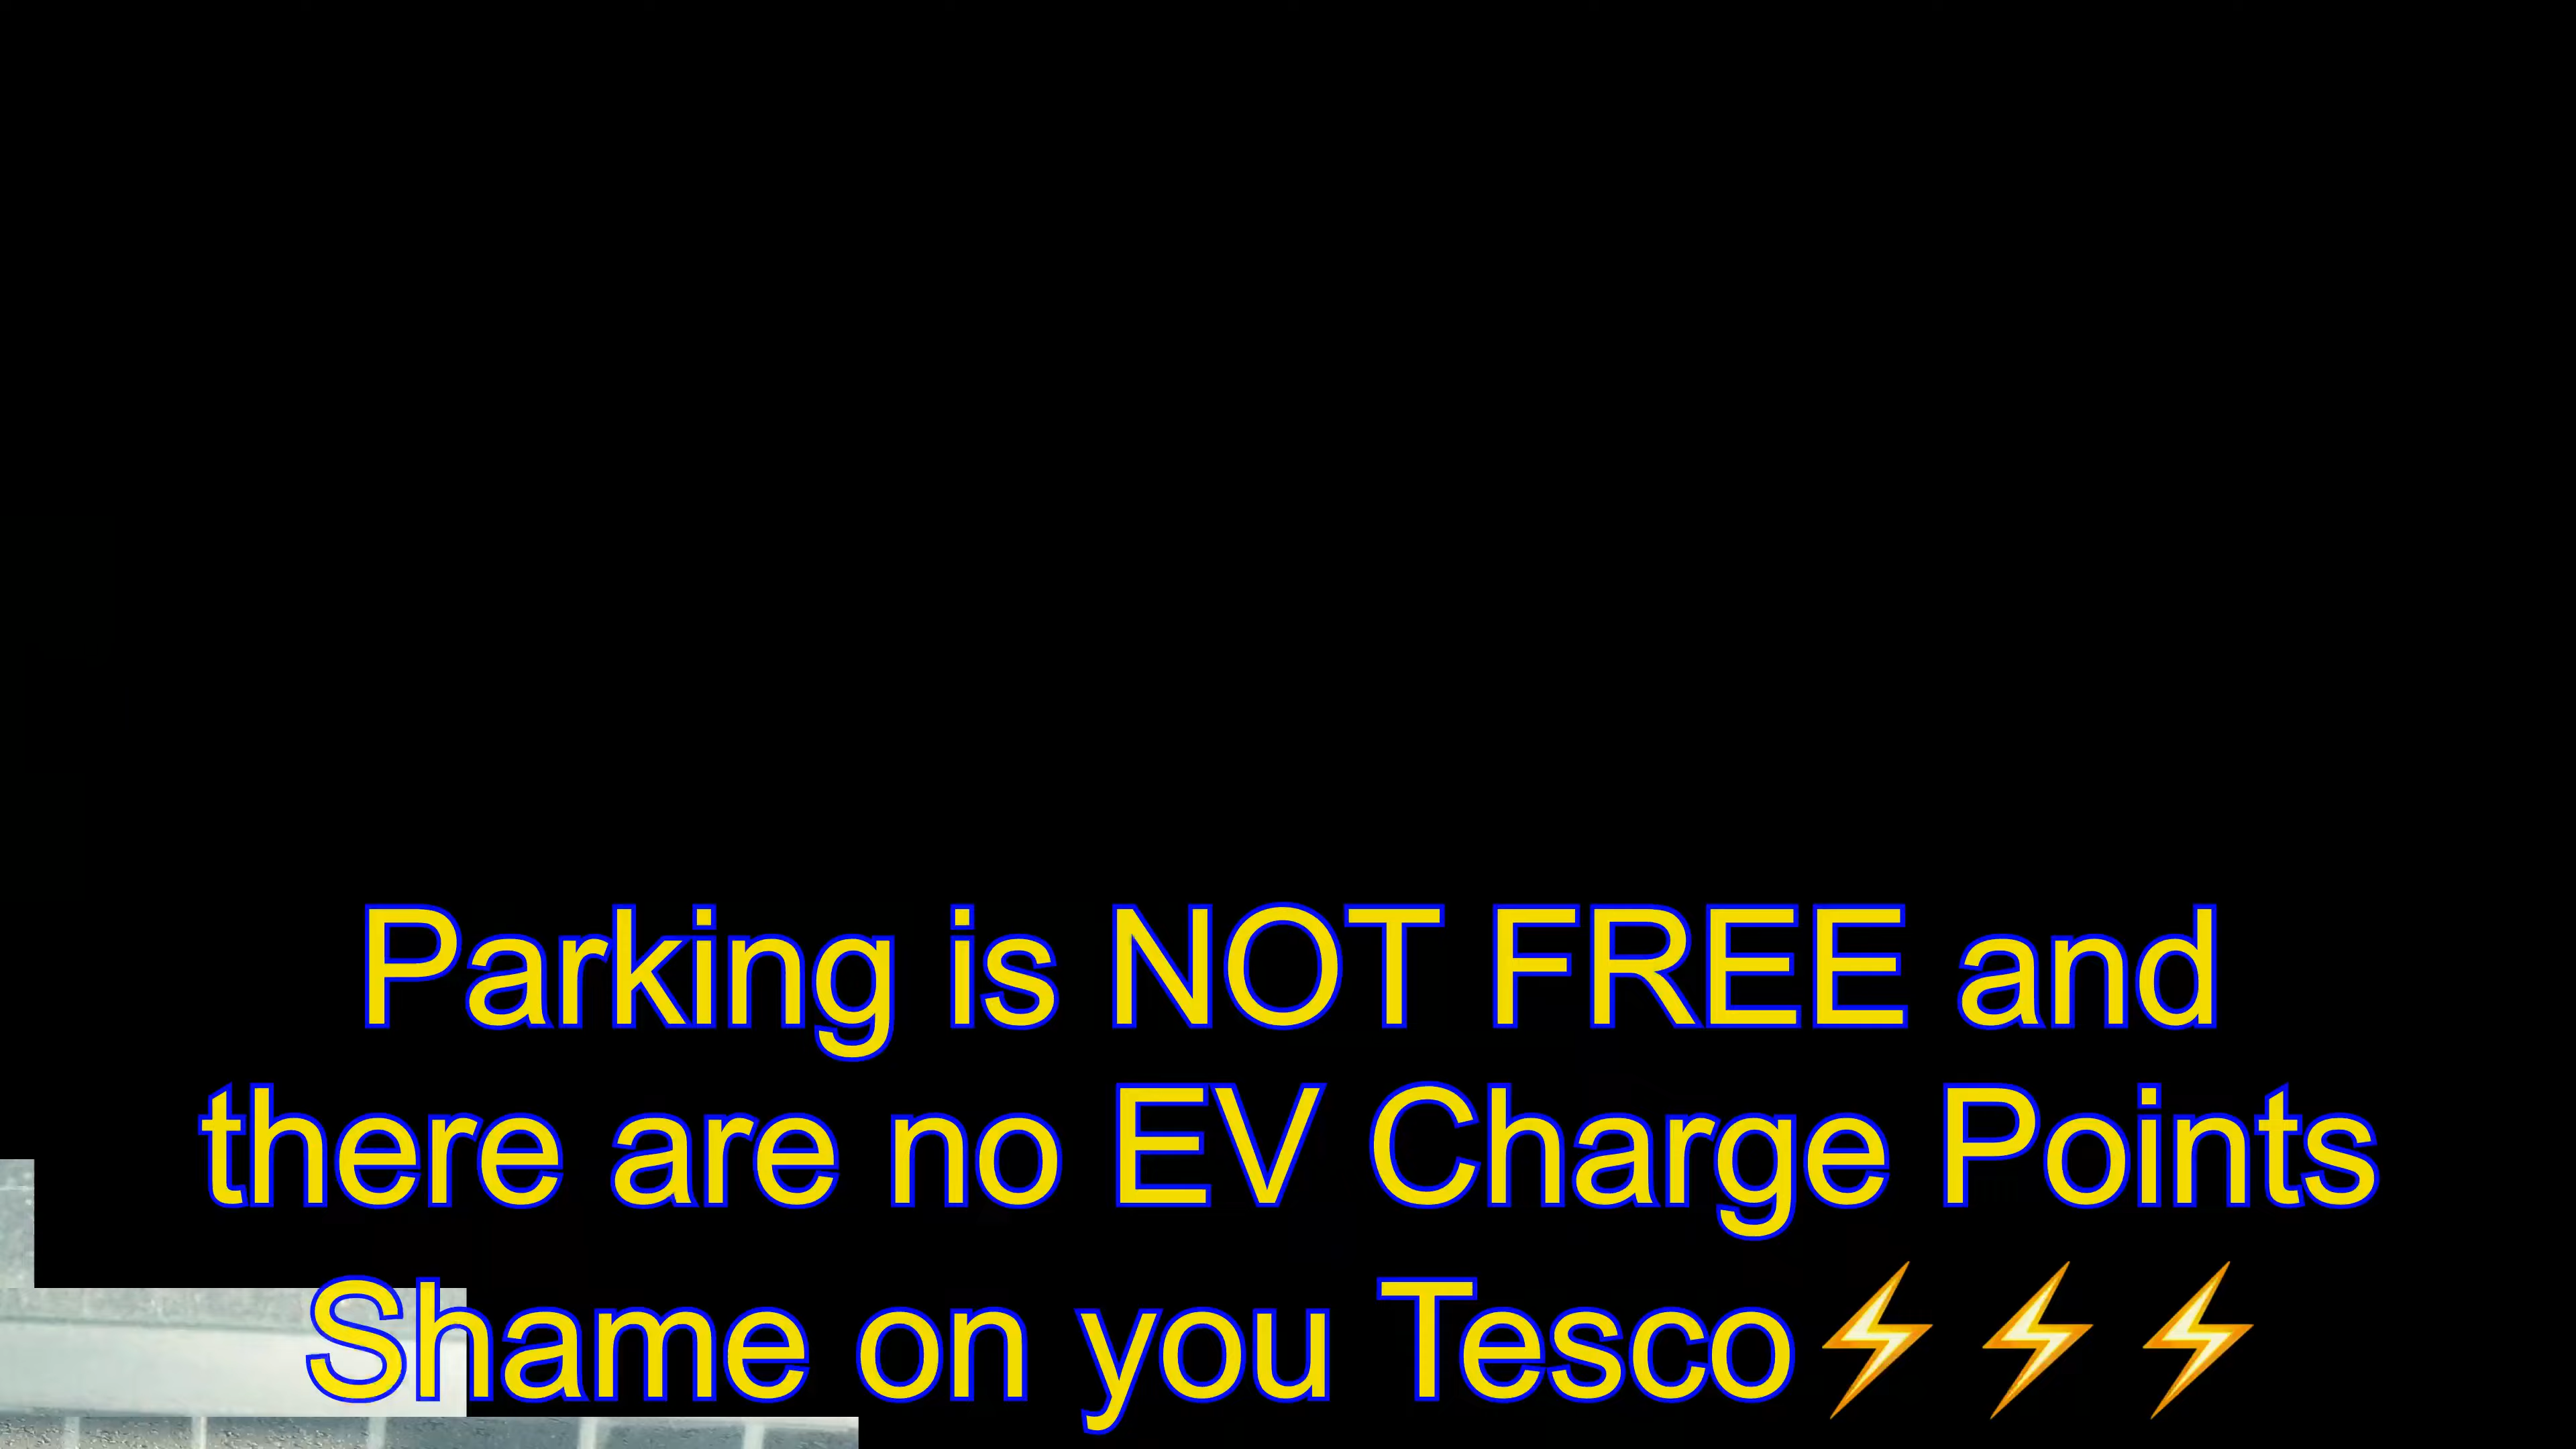 Parking is NOT FREE and
there are no EV Charge Points
Shame on you Tesco⚡⚡⚡